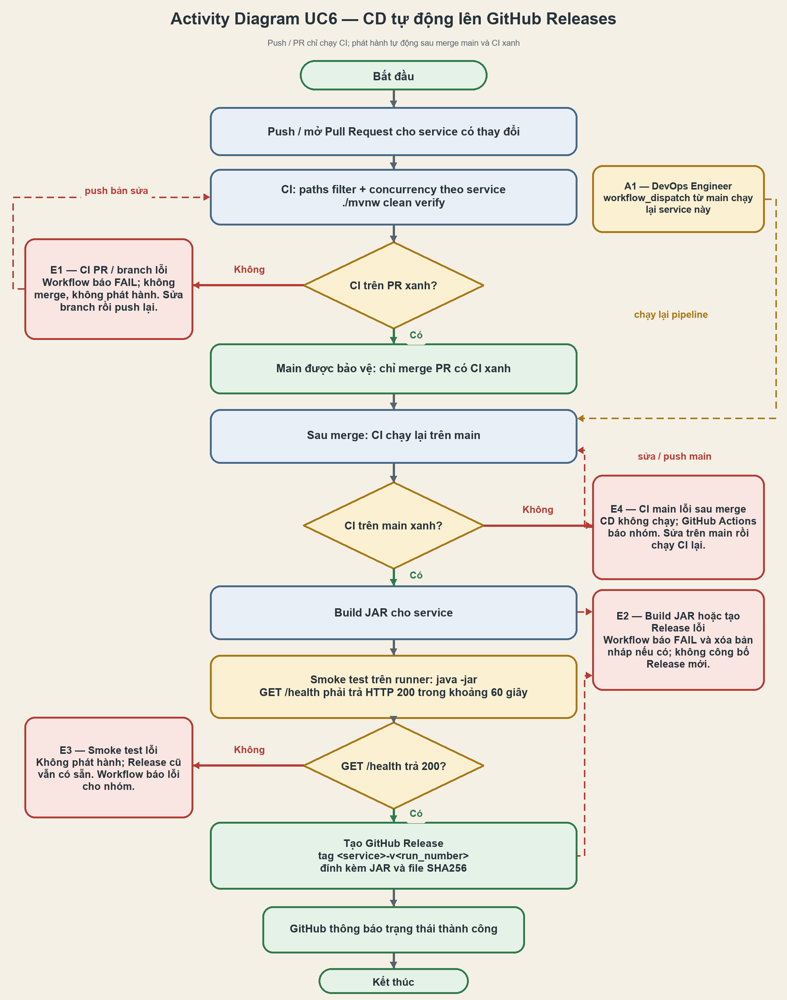 Activity Diagram UC6 — CD tự động lên GitHub Releases
Push / PR chỉ chạy CI; phát hành tự động sau merge main và CI xanh
Bắt đầu
Push / mở Pull Request cho service có thay đổi
CI: paths filter + concurrency theo service
./mvnw clean verify
A1 — DevOps Engineer
workflow_dispatch từ main chạy
lại service này
push bản sửa
E1 — CI PR / branch lỗi
Workflow báo FAIL; không
merge, không phát hành. Sửa
branch rồi push lại.
Không
CI trên PR xanh?
chạy lại pipeline
Có
Main được bảo vệ: chỉ merge PR có CI xanh
Sau merge: CI chạy lại trên main
sửa / push main
CI trên main xanh?
Không
E4 — CI main lỗi sau merge
CD không chạy; GitHub Actions
báo nhóm. Sửa trên main rồi
chạy CI lại.
Có
Build JAR cho service
E2 — Build JAR hoặc tạo
Release lỗi
Workflow báo FAIL và xóa bản
nháp nếu có; không công bố
Release mới.
Smoke test trên runner: java -jar
GET /health phải trả HTTP 200 trong khoảng 60 giây
E3 — Smoke test lỗi
Không phát hành; Release cũ
vẫn có sẵn. Workflow báo lỗi
cho nhóm.
Không
GET /health trả 200?
Có
Tạo GitHub Release
tag <service>-v<run_number>
đính kèm JAR và file SHA256
GitHub thông báo trạng thái thành công
Kết thúc